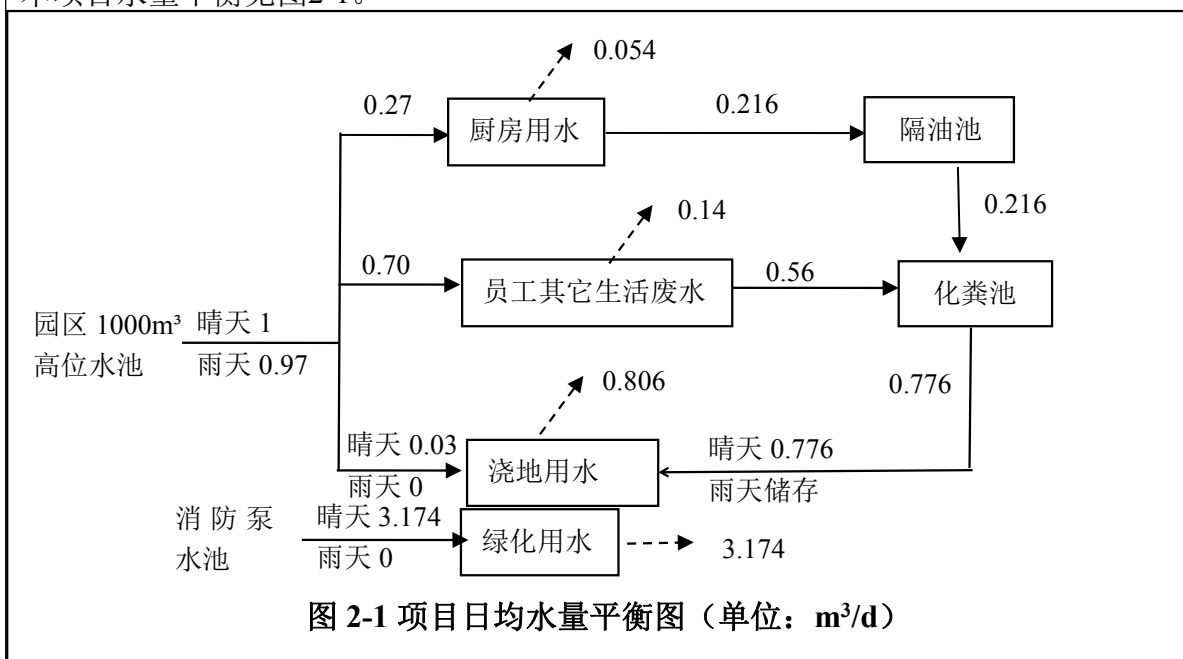 本项目水量平衡见图2-1。
0.054
0.27
厨房用水
0.216
隔油池
0.216
0.14
0.70
员工其它生活废水
0.56
化粪池
园区 1000m³
高位水池
晴天 1
雨天 0.97
0.806
0.776
晴天 0.03
雨天 0
浇地用水
晴天 0.776
雨天储存
消防泵
水池
晴天 3.174
雨天 0
绿化用水
3.174
图 2-1 项目日均水量平衡图（单位：m³/d）